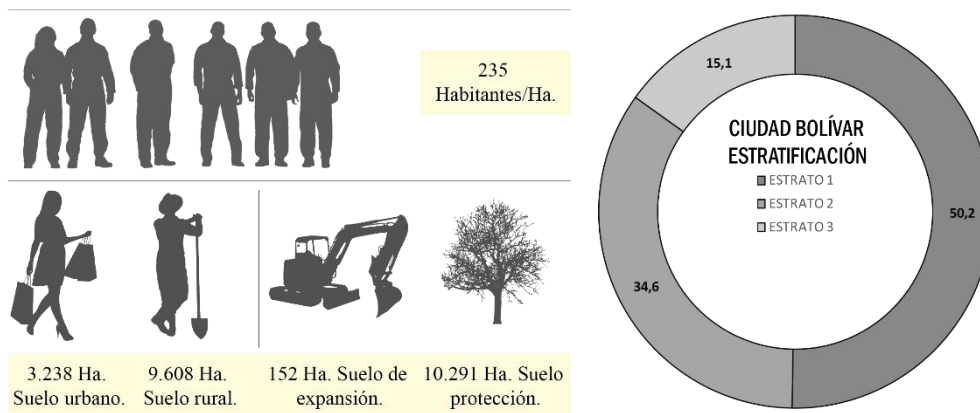 235
Habitantes/Ha.
3.238 Ha.
Suelo urbano.
9.608 Ha.
Suelo rural.
152 Ha. Suelo de
expansión.
10.291 Ha. Suelo
protección.
15,1
CIUDAD BOLÍVAR
ESTRATIFICACIÓN
ESTRATO 1
ESTRATO 2
ESTRATO 3
50,2
34,6